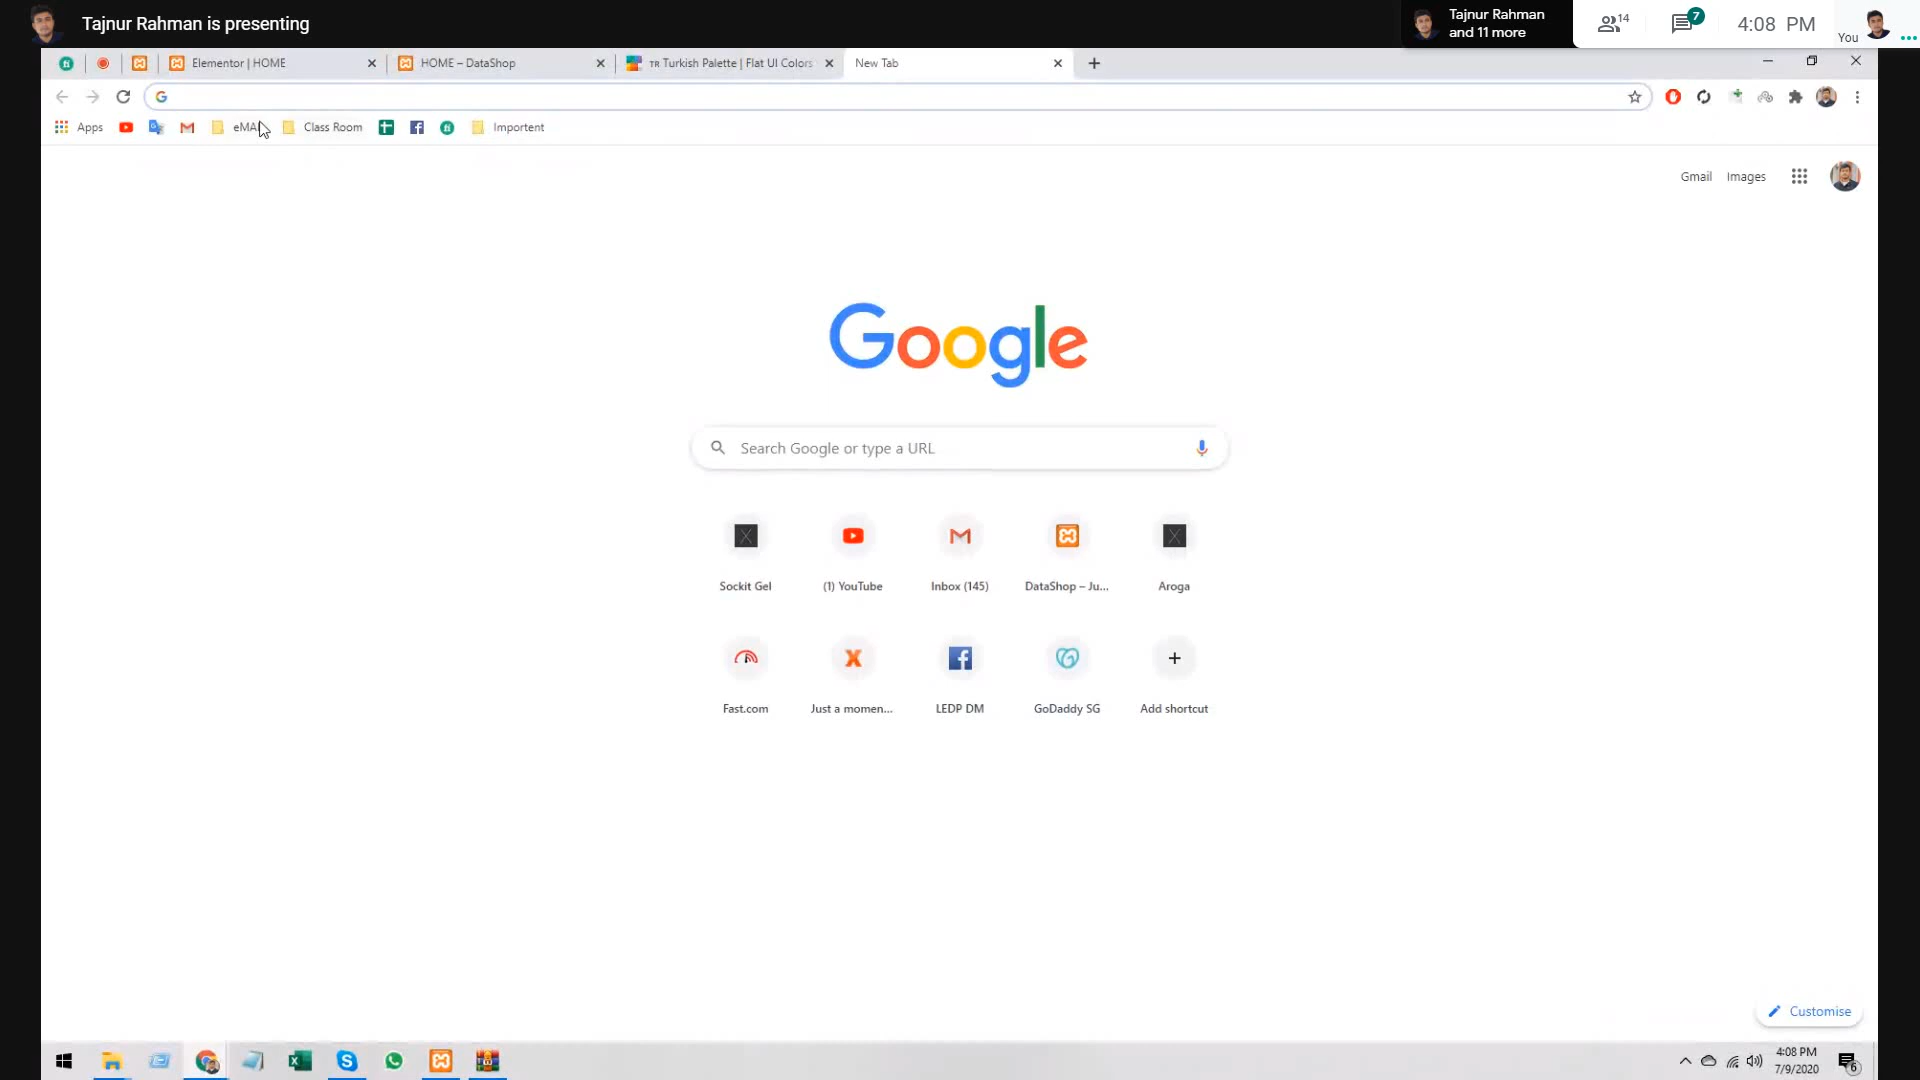 Tajnur Rahman is presenting
Tajnur Rahman
and 11 more
14
7
4:08 PM
You
Elementor | HOME
HOME – DataShop
TR Turkish Palette | Flat UI Colors
New Tab
Apps
Class Room
Importent
Gmail
Images
Google
Search Google or type a URL
Sockit Gel
(1) YouTube
Inbox (145)
DataShop – Ju...
Aroga
Fast.com
Just a momen...
LEDP DM
GoDaddy SG
Add shortcut
Customise
4:08 PM
7/9/2020
6